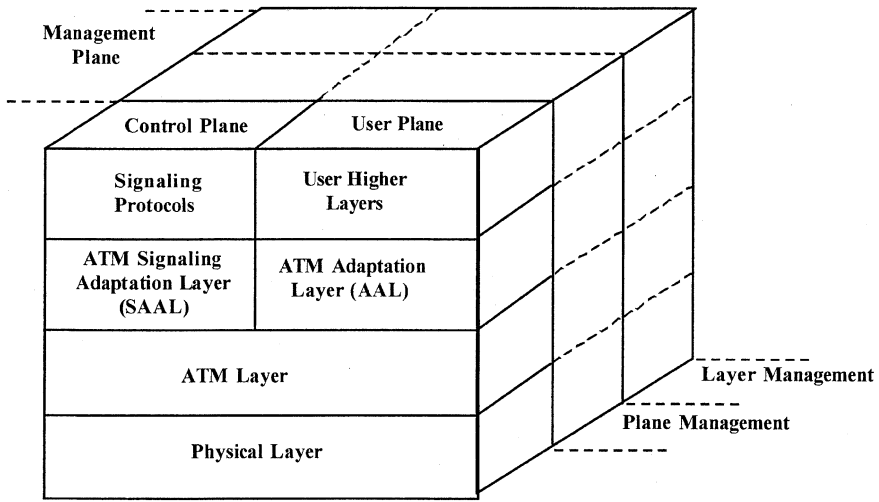 Management
Plane
Control Plane
User Plane
Signaling
Protocols
User Higher
Layers
ATM Signaling
Adaptation Layer
(SAAL)
ATM Adaptation
Layer (AAL)
ATM Layer
Physical Layer
Layer Management
Plane Management